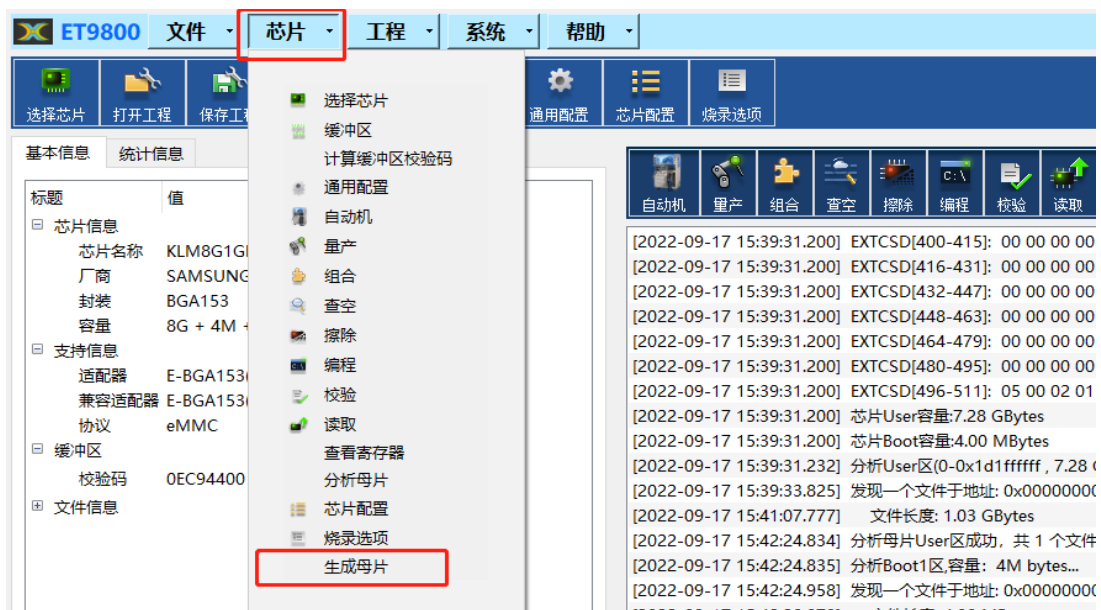 ET9800 文件 芯片 工程 系统 帮助
选择芯片 打开工程 保存工 通用配置 芯片配置 烧录选项
基本信息 统计信息
标题 值
芯片信息
芯片名称 KLM8G1G
厂商 SAMSUNG
封装 BGA153
容量 8G + 4M +
支持信息
适配器 E-BGA153
兼容适配器 E-BGA153
协议 eMMC
缓冲区
校验码 0EC94400
文件信息
选择芯片
缓冲区
计算缓冲区校验码
通用配置
自动机
量产
组合
查空
擦除
编程
校验
读取
查看寄存器
分析母片
芯片配置
烧录选项
生成母片
自动机 量产 组合 查空 擦除 编程 校验 读取
C:\
[2022-09-17 15:39:31.200] EXTCSD[400-415]: 00 00 00 00
[2022-09-17 15:39:31.200] EXTCSD[416-431]: 00 00 00 00
[2022-09-17 15:39:31.200] EXTCSD[432-447]: 00 00 00 00
[2022-09-17 15:39:31.200] EXTCSD[448-463]: 00 00 00 00
[2022-09-17 15:39:31.200] EXTCSD[464-479]: 00 00 00 00
[2022-09-17 15:39:31.200] EXTCSD[480-495]: 00 00 00 00
[2022-09-17 15:39:31.200] EXTCSD[496-511]: 05 00 02 01
[2022-09-17 15:39:31.200] 芯片User容量:7.28 GBytes
[2022-09-17 15:39:31.200] 芯片Boot容量:4.00 MBytes
[2022-09-17 15:39:31.232] 分析User区(0-0x1d1ffffff , 7.28
[2022-09-17 15:39:33.825] 发现一个文件于地址: 0x00000000
[2022-09-17 15:41:07.777] 文件长度: 1.03 GBytes
[2022-09-17 15:42:24.834] 分析母片User区成功，共 1 个文件
[2022-09-17 15:42:24.835] 分析Boot1区,容量：4M bytes...
[2022-09-17 15:42:24.958] 发现一个文件于地址: 0x00000000